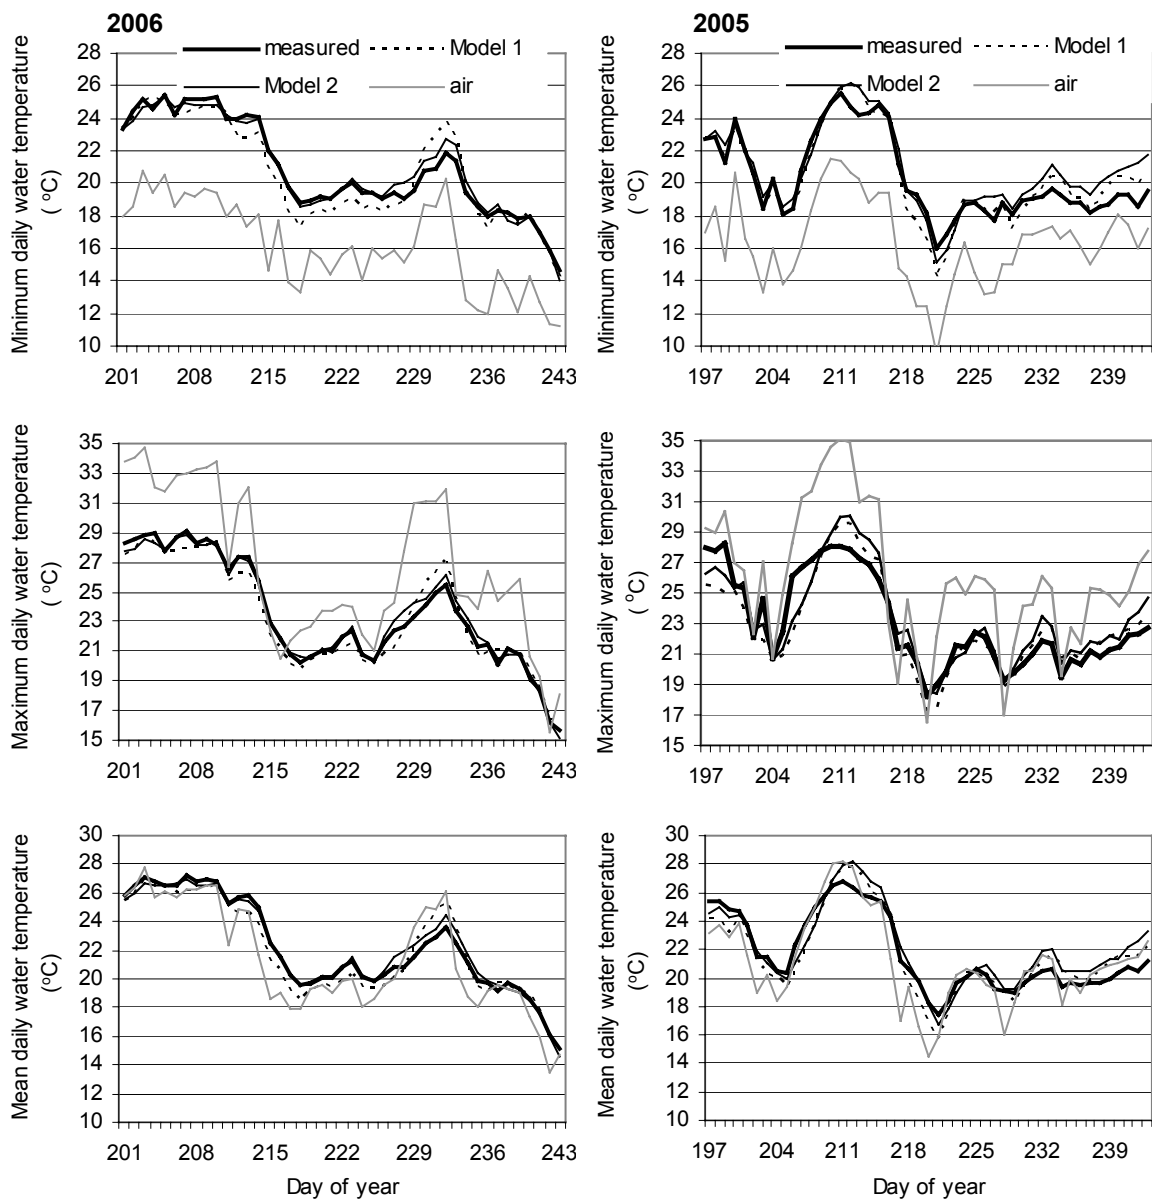 2006
measured Model 1
Model 2 air
Minimum daily water temperature
( °C)
28
26
24
22
20
18
16
14
12
10
201 208 215 222 229 236 243
2005
measured Model 1
Model 2 air
Minimum daily water temperature
( °C)
28
26
24
22
20
18
16
14
12
10
197 204 211 218 225 232 239
Maximum daily water temperature
( °C)
35
33
31
29
27
25
23
21
19
17
15
201 208 215 222 229 236 243
Maximum daily water temperature
( °C)
35
33
31
29
27
25
23
21
19
17
15
197 204 211 218 225 232 239
Mean daily water temperature
(°C)
30
28
26
24
22
20
18
16
14
12
10
201 208 215 222 229 236 243
Day of year
Mean daily water temperature
(°C)
30
28
26
24
22
20
18
16
14
12
10
197 204 211 218 225 232 239
Day of year